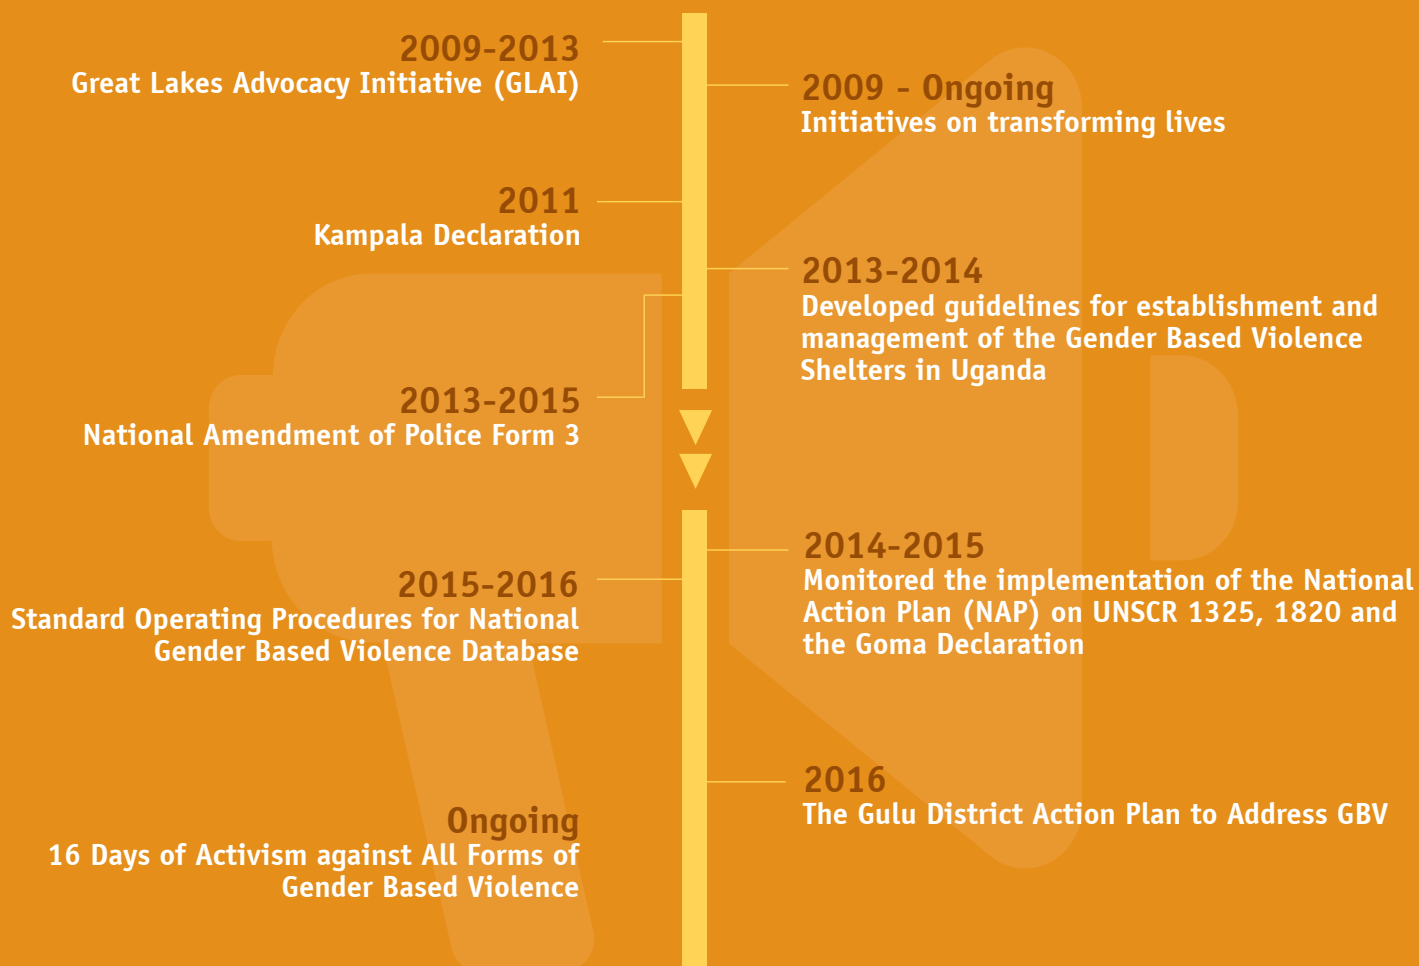 2009-2013
Great Lakes Advocacy Initiative (GLAI)
2009 - Ongoing
Initiatives on transforming lives
2011
Kampala Declaration
2013-2014
Developed guidelines for establishment and
management of the Gender Based Violence
Shelters in Uganda
2013-2015
National Amendment of Police Form 3
2014-2015
Monitored the implementation of the National
Action Plan (NAP) on UNSCR 1325, 1820 and
the Goma Declaration
2015-2016
Standard Operating Procedures for National
Gender Based Violence Database
2016
The Gulu District Action Plan to Address GBV
Ongoing
16 Days of Activism against All Forms of
Gender Based Violence